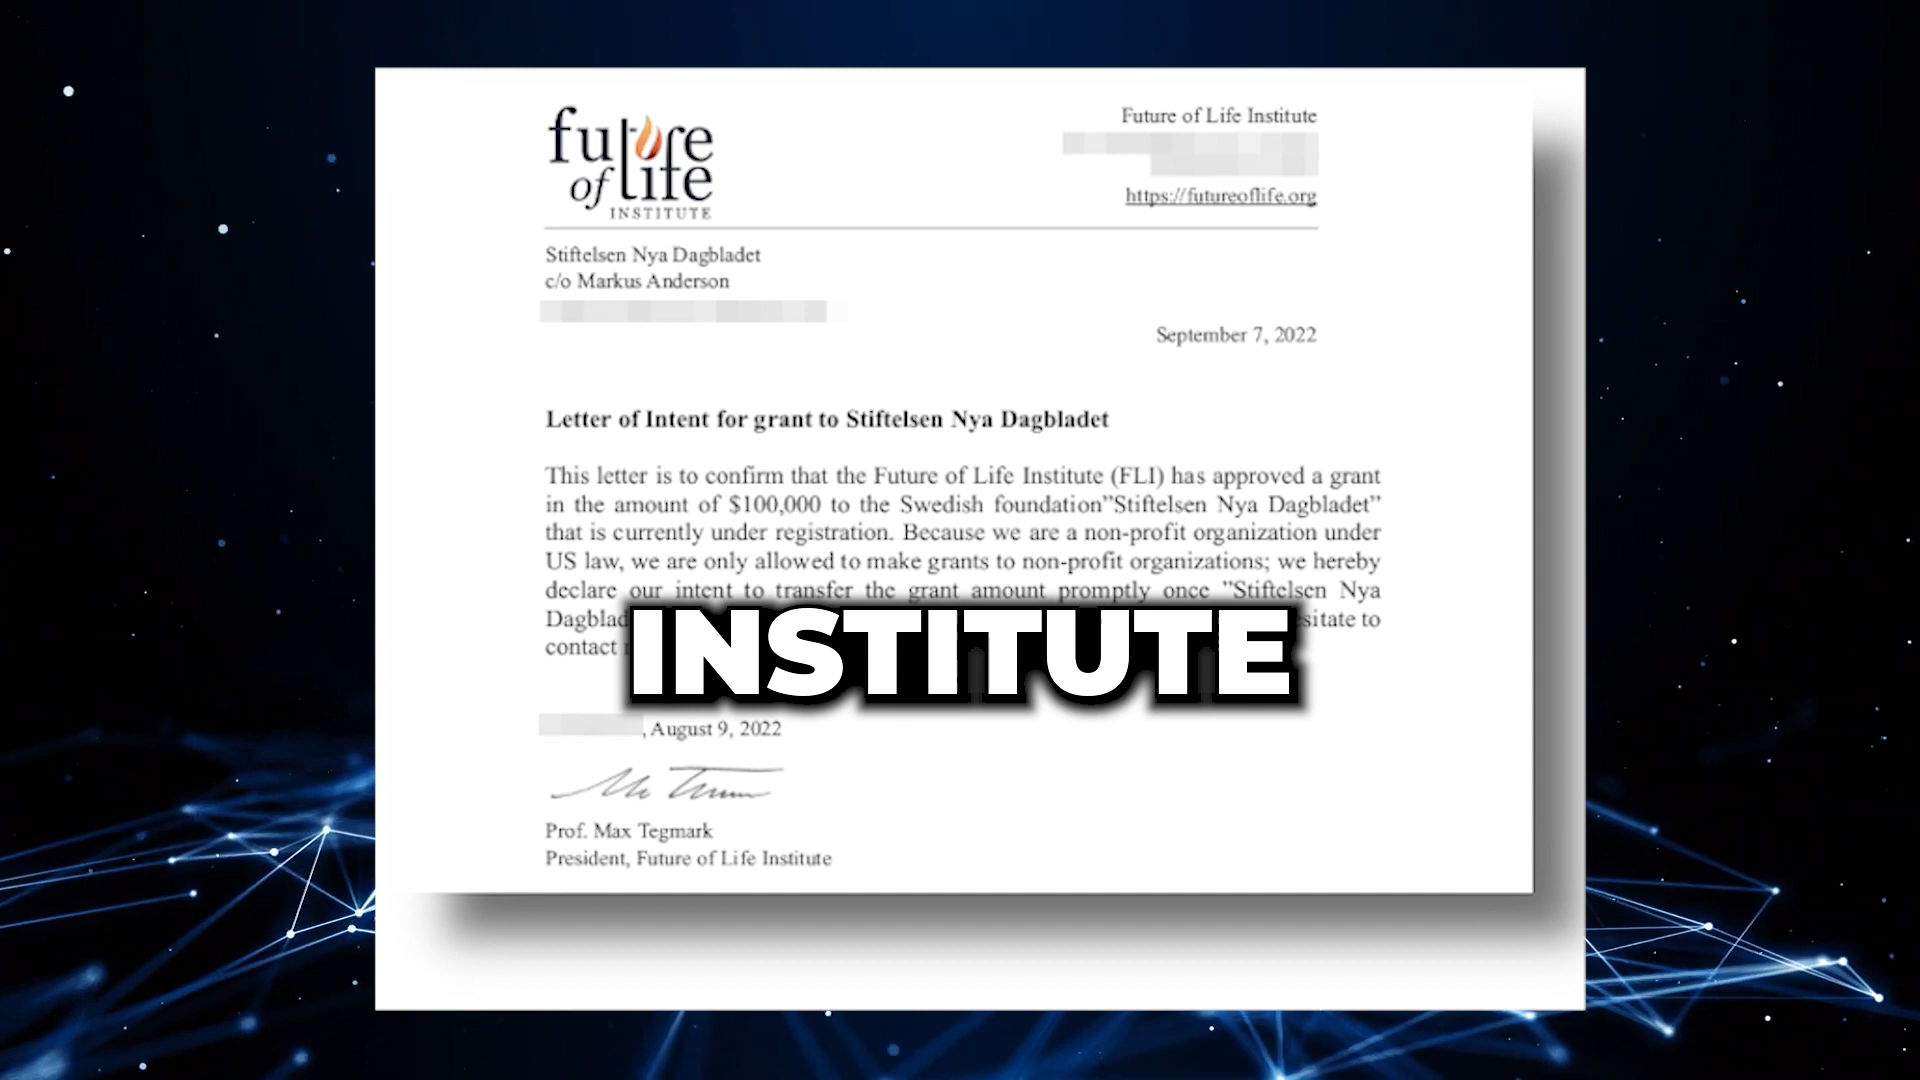 future
of life
INSTITUTE
Future of Life Institute
https://futureoflife.org
Stiftelsen Nya Dagbladet
c/o Markus Anderson
September 7, 2022
Letter of Intent for grant to Stiftelsen Nya Dagbladet
This letter is to confirm that the Future of Life Institute (FLI) has approved a grant
in the amount of $100,000 to the Swedish foundation”Stiftelsen Nya Dagbladet”
that is currently under registration. Because we are a non-profit organization under
US law, we are only allowed to make grants to non-profit organizations; we hereby
declare our intent to transfer the grant amount promptly once ”Stiftelsen Nya
to
contact
INSTITUTE
, August 9, 2022
Prof. Max Tegmark
President, Future of Life Institute